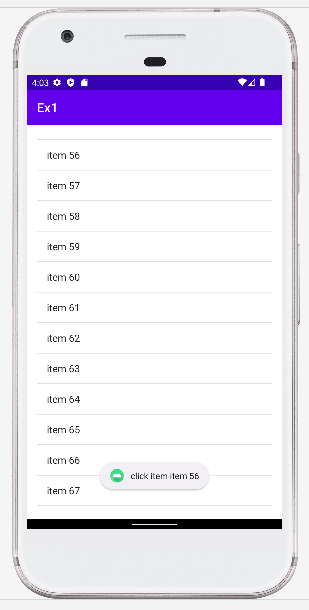 4:03
Ex1
item 56
item 57
item 58
item 59
item 60
item 61
item 62
item 63
item 64
item 65
item 66
click item item 56
item 67